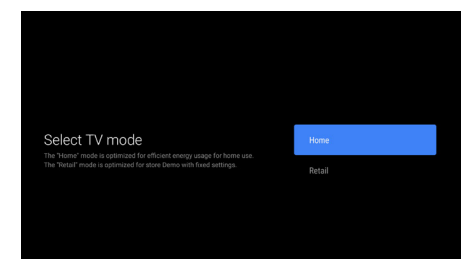 Select TV mode
The "Home" mode is optimized for efficient energy usage for home use.
The "Retail" mode is optimized for store Demo with fixed settings.
Home
Retail